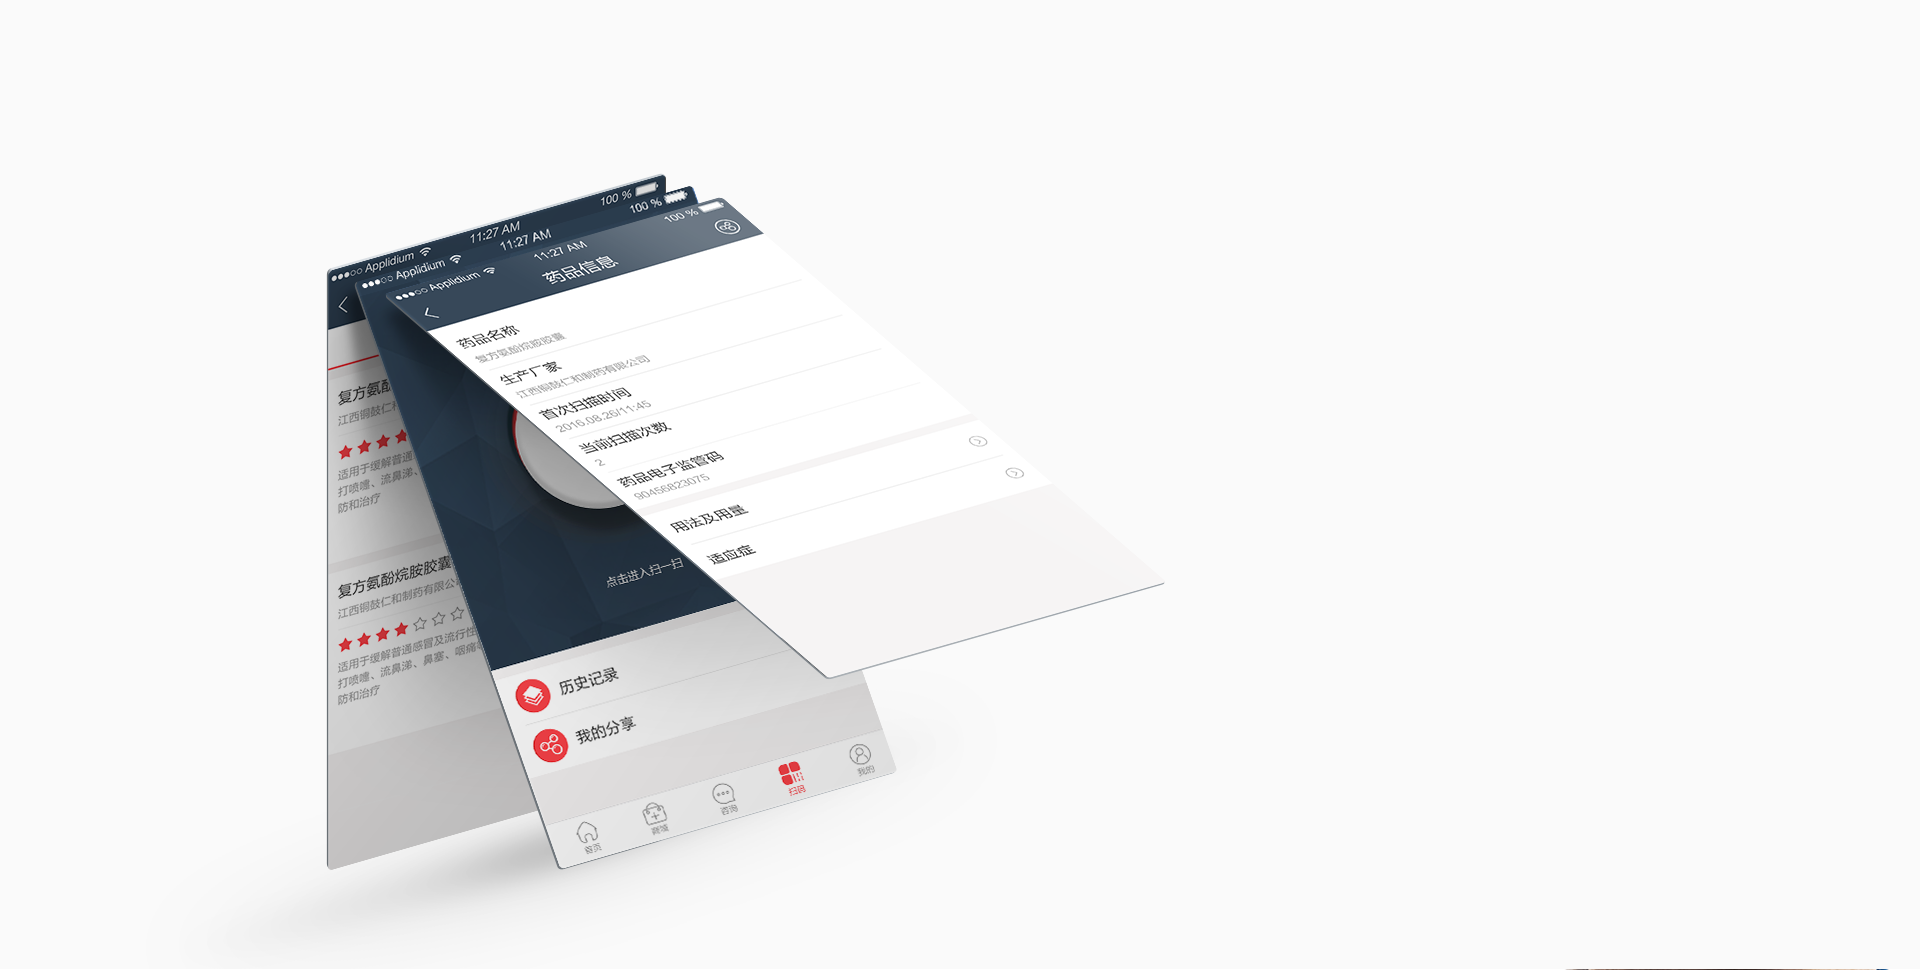 Applidium
11:27 AM
100 %
复方氨酚
江西铜鼓仁和
适用于缓解普通
打喷嚏、流鼻涕、
防和治疗
复方氨酚烷胺胶囊
江西铜鼓仁和制药有限公
适用于缓解普通感冒及流行性
打喷嚏、流鼻涕、鼻塞、咽痛
防和治疗
Applidium
11:27 AM
100 %
点击进入扫一扫
历史记录
我的分享
首页
商城
咨询
扫码
我的
Applidium
11:27 AM
100 %
药品信息
药品名称
复方氨酚烷胺胶囊
生产厂家
江西铜鼓仁和制药有限公司
首次扫描时间
2016.08.26/11:45
当前扫描次数
2
药品电子监管码
90456823075
用法及用量
适应症